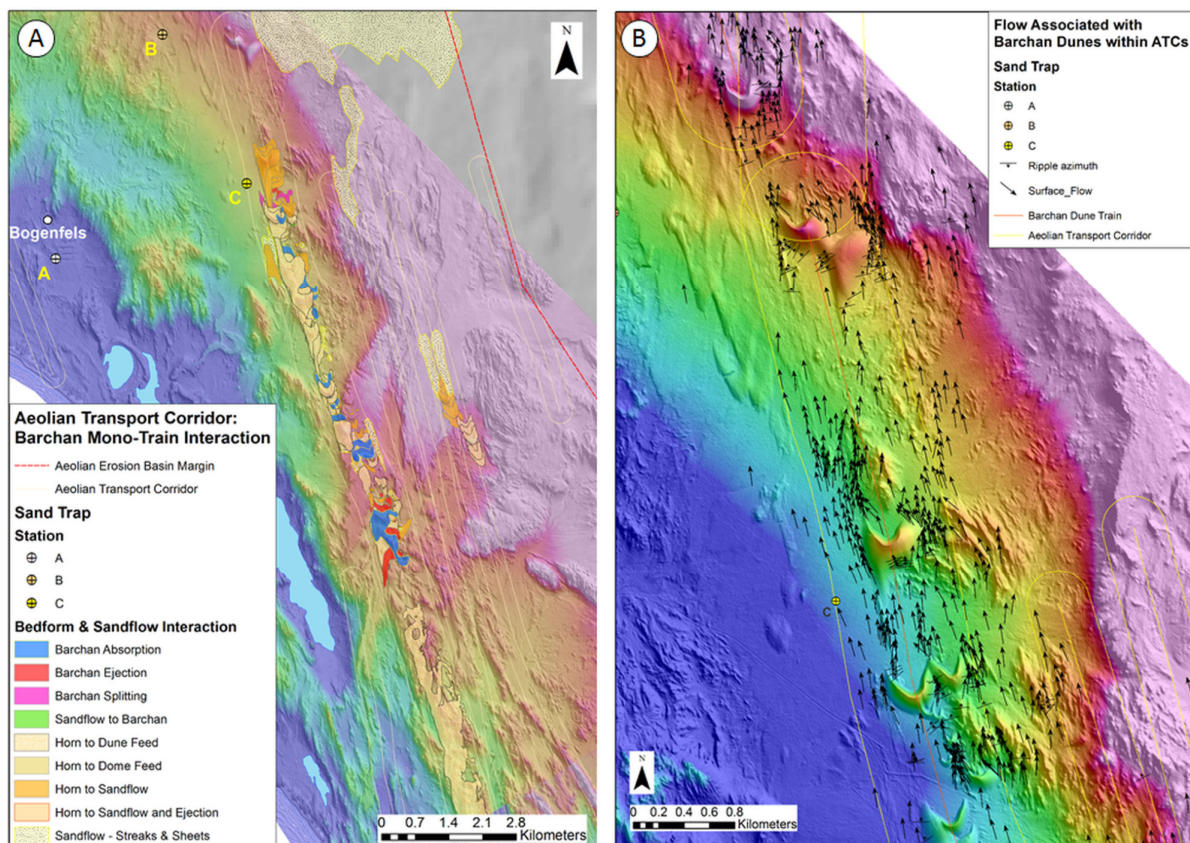 A
B
N
C
Bogenfels
A
Aeolian Transport Corridor:
Barchan Mono-Train Interaction
Aeolian Erosion Basin Margin
Aeolian Transport Corridor
Sand Trap
Station
A
B
C
Bedform & Sandflow Interaction
Barchan Absorption
Barchan Ejection
Barchan Splitting
Sandflow to Barchan
Horn to Dune Feed
Horn to Dome Feed
Horn to Sandflow
Horn to Sandflow and Ejection
Sandflow - Streaks & Sheets
0 0.7 1.4 2.1 2.8
Kilometers
B
Flow Associated with
Barchan Dunes within ATCs
Sand Trap
Station
A
B
C
Ripple azimuth
Surface_Flow
Barchan Dune Train
Aeolian Transport Corridor
C
N
0 0.2 0.4 0.6 0.8
Kilometers